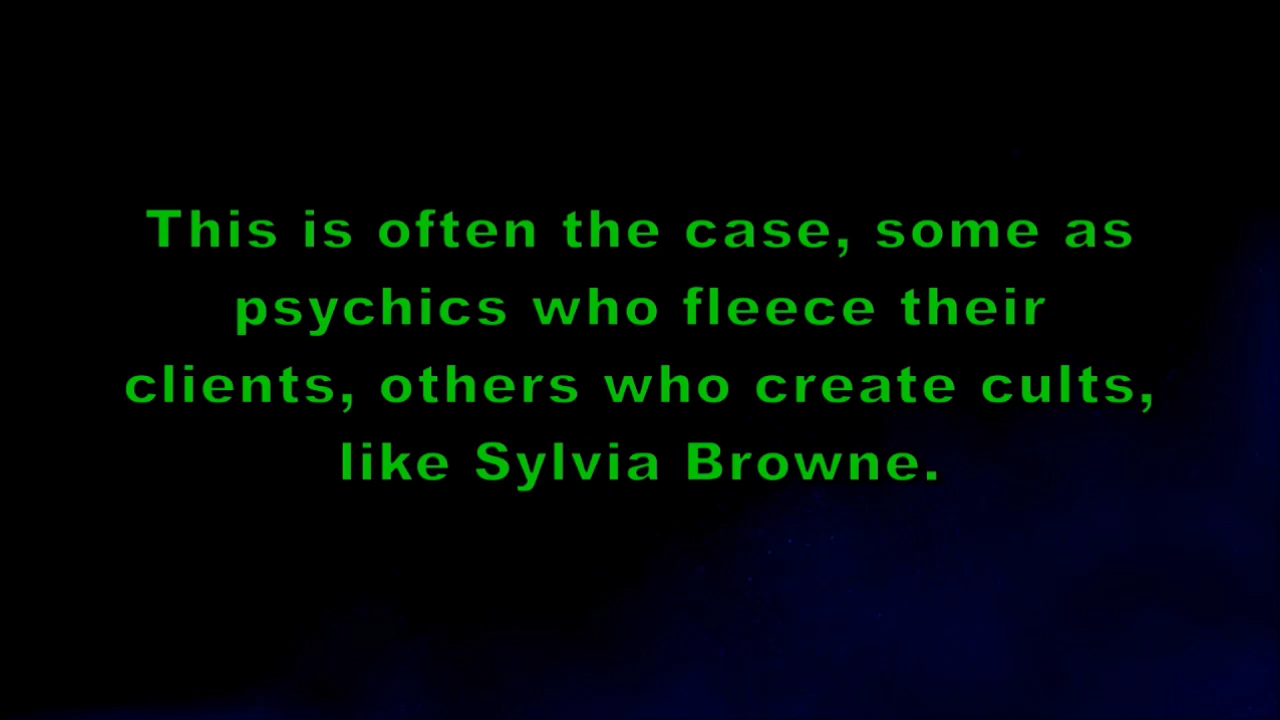 This is often the case, some as
psychics who fleece their
clients, others who create cults,
like Sylvia Browne.